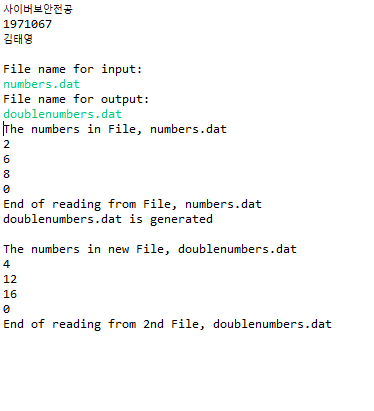 사이버보안전공
1971067
김태영
File name for input:
numbers.dat
File name for output:
doublenumbers.dat
The numbers in File, numbers.dat
2
6
8
0
End of reading from File, numbers.dat
doublenumbers.dat is generated
The numbers in new File, doublenumbers.dat
4
12
16
0
End of reading from 2nd File, doublenumbers.dat